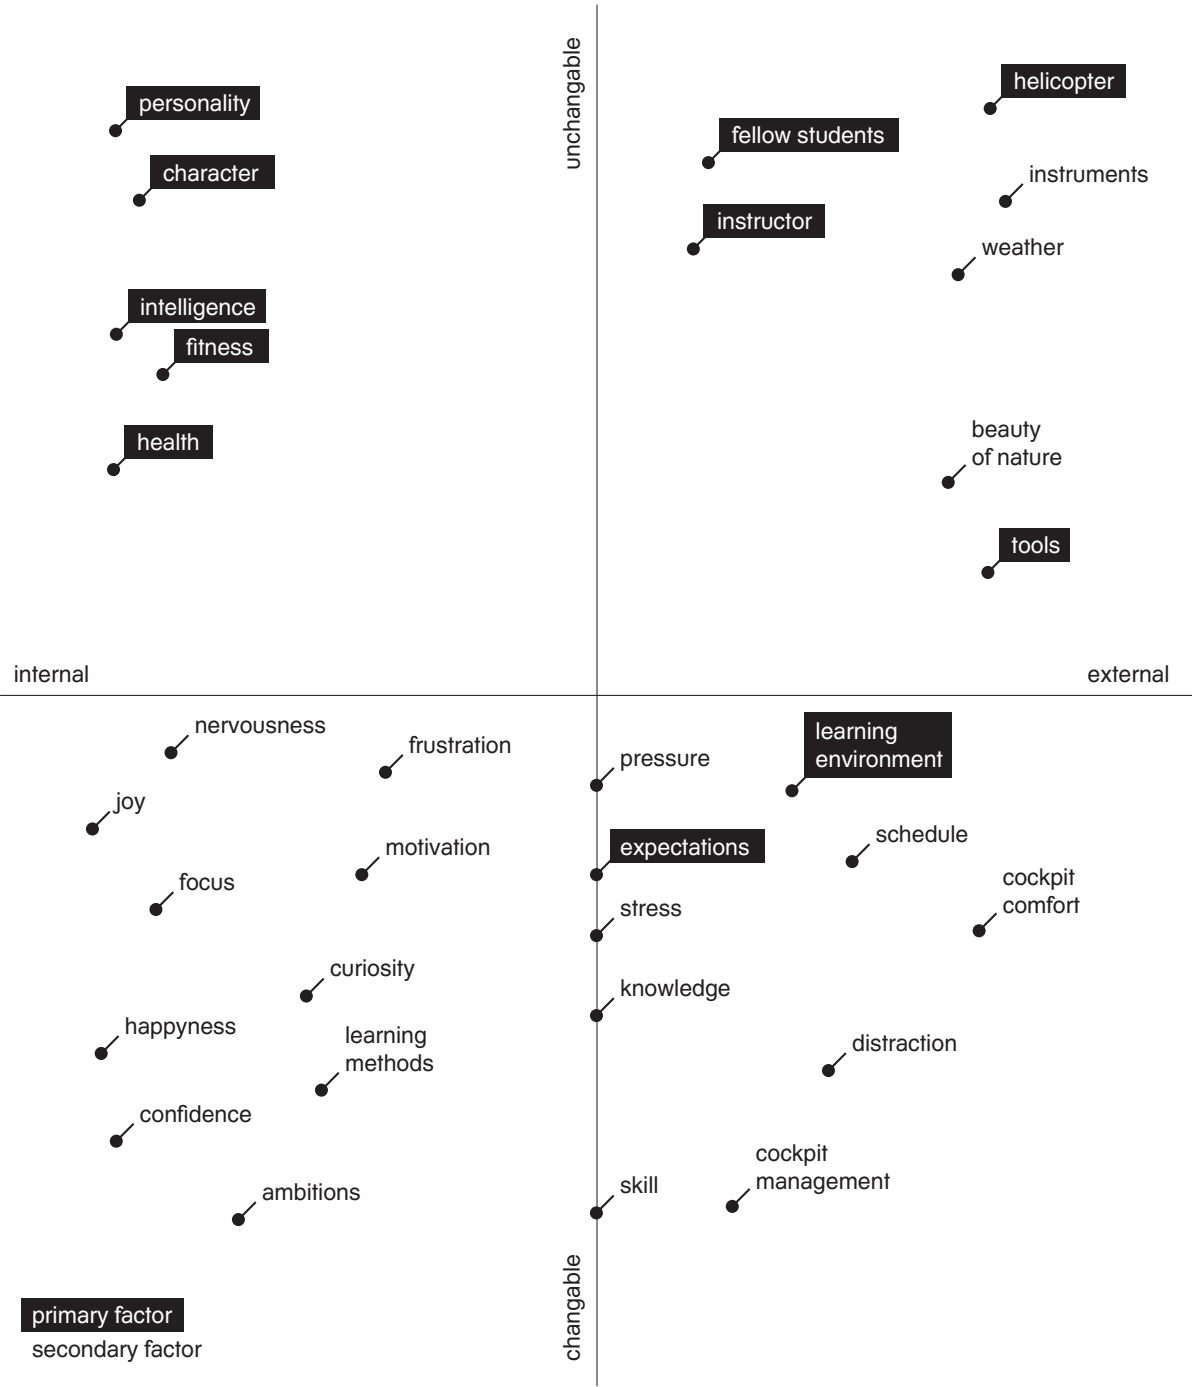 unchangable
personality
character
intelligence
fitness
health
helicopter
fellow students
instruments
instructor
weather
beauty
of nature
tools
internal
external
nervousness
frustration
joy
motivation
focus
curiosity
happyness
learning
methods
confidence
ambitions
pressure
learning
environment
expectations
schedule
stress
cockpit
comfort
knowledge
distraction
cockpit
management
skill
changable
primary factor
secondary factor